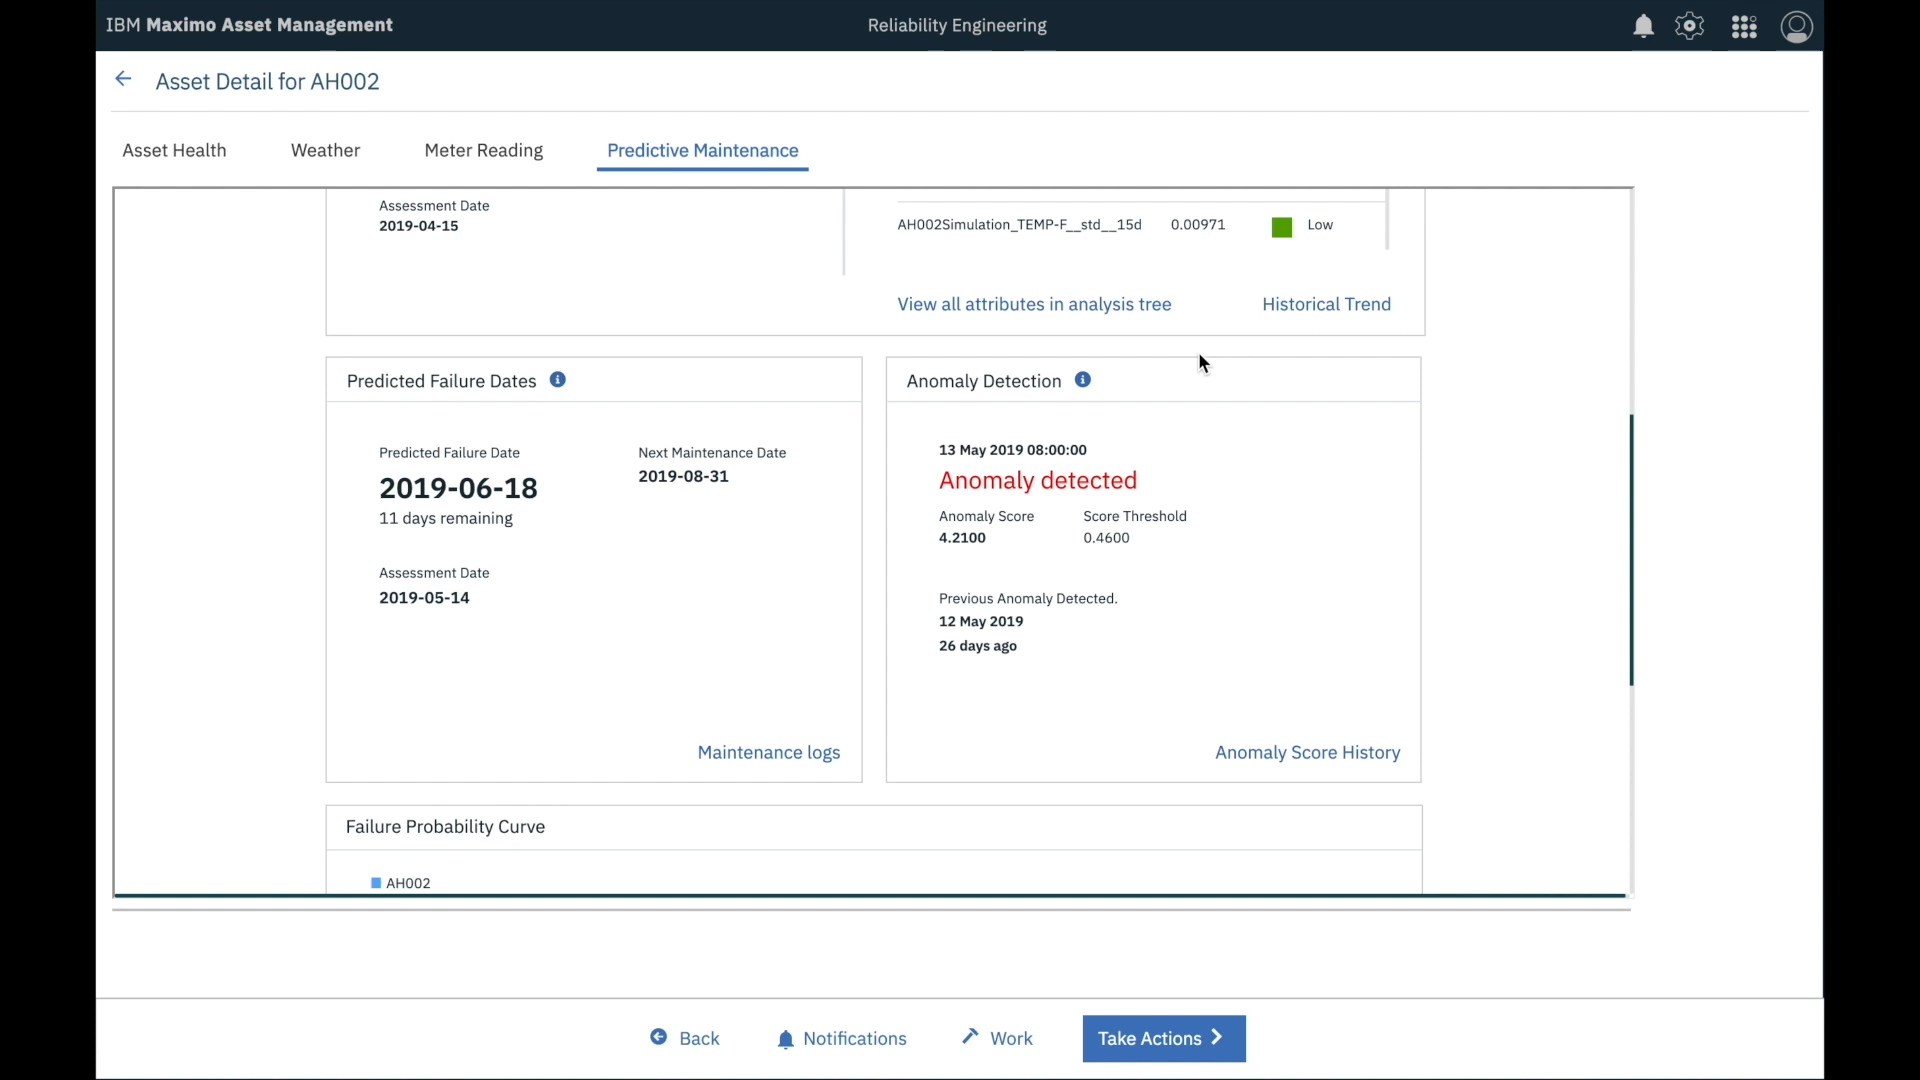 IBM Maximo Asset Management
Reliability Engineering
Asset Detail for AH002
Asset Health
Weather
Meter Reading
Predictive Maintenance
Assessment Date
2019-04-15
AH002Simulation_TEMP-F__std__15d 0.00971 Low
View all attributes in analysis tree
Historical Trend
Predicted Failure Dates
Predicted Failure Date
2019-06-18
11 days remaining
Next Maintenance Date
2019-08-31
Assessment Date
2019-05-14
Maintenance logs
Anomaly Detection
13 May 2019 08:00:00
Anomaly detected
Anomaly Score
4.2100
Score Threshold
0.4600
Previous Anomaly Detected.
12 May 2019
26 days ago
Anomaly Score History
Failure Probability Curve
AH002
Back
Notifications
Work
Take Actions